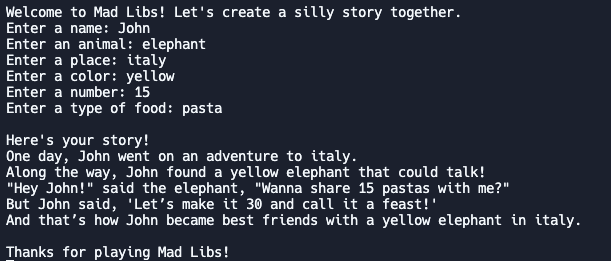 Welcome to Mad Libs! Let's create a silly story together.
Enter a name: John
Enter an animal: elephant
Enter a place: italy
Enter a color: yellow
Enter a number: 15
Enter a type of food: pasta

Here's your story!
One day, John went on an adventure to italy.
Along the way, John found a yellow elephant that could talk!
"Hey John!" said the elephant, "Wanna share 15 pastas with me?"
But John said, 'Let’s make it 30 and call it a feast!'
And that’s how John became best friends with a yellow elephant in italy.

Thanks for playing Mad Libs!